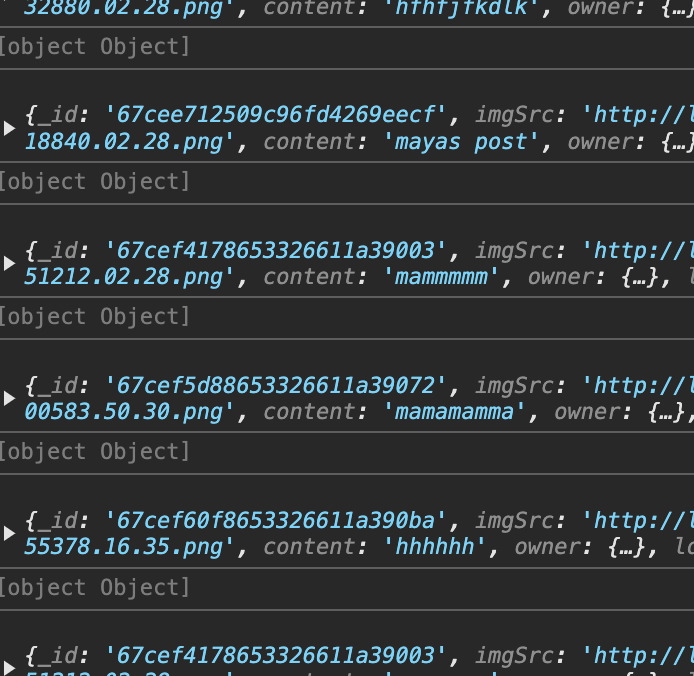 32880.02.28.png', content: 'hfhfjfkdlk', owner: {…}
[object Object]
{_id: '67cee712509c96fd4269eecf', imgSrc: 'http://l
18840.02.28.png', content: 'mayas post', owner: {…}
[object Object]
{_id: '67cef4178653326611a39003', imgSrc: 'http://l
51212.02.28.png', content: 'mammmmm', owner: {…}, l
[object Object]
{_id: '67cef5d88653326611a39072', imgSrc: 'http://l
00583.50.30.png', content: 'mamamamma', owner: {…},
[object Object]
{_id: '67cef60f8653326611a390ba', imgSrc: 'http://l
55378.16.35.png', content: 'hhhhhh', owner: {…}, lo
[object Object]
{_id: '67cef4178653326611a39003', imgSrc: 'http://l